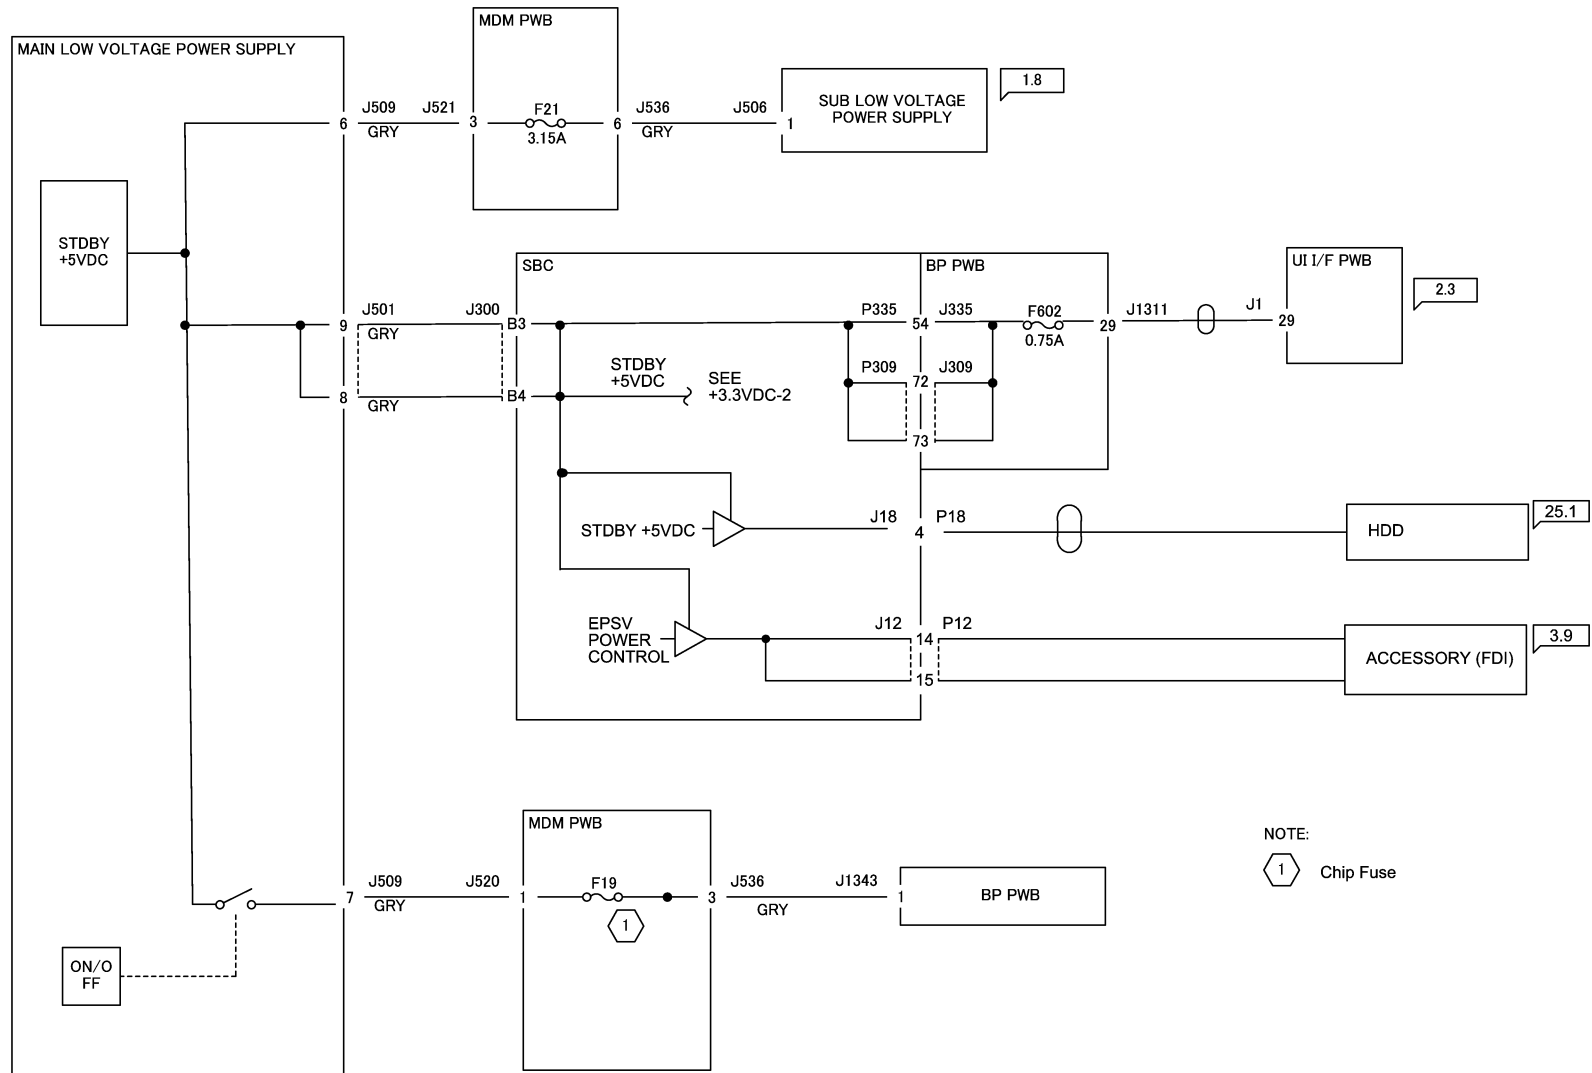 MDM PWB
MAIN LOW VOLTAGE POWER SUPPLY
1.8
6
J509
GRY
J521
3
F21
3.15A
6
J536
GRY
J506
1
SUB LOW VOLTAGE
POWER SUPPLY
STDBY
+5VDC
SBC
BP PWB
UI I/F PWB
2.3
9
J501
GRY
J300
B3
P335
54
J335
F602
0.75A
29
J1311
J1
29
8
GRY
B4
STDBY
+5VDC
SEE
+3.3VDC-2
P309
72
J309
73
STDBY +5VDC
J18
4
P18
HDD
25.1
EPSV
POWER
CONTROL
J12
14
P12
15
ACCESSORY (FDI)
3.9
MDM PWB
NOTE:
1
Chip Fuse
7
J509
GRY
J520
1
F19
1
3
J536
GRY
J1343
1
BP PWB
ON/O
FF